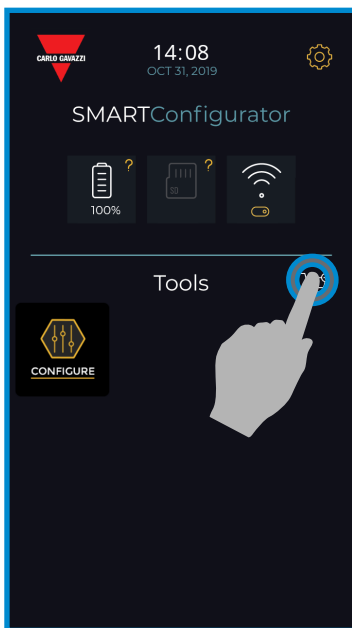 CARLO GAVAZZI
14:08
OCT 31, 2019
SMARTConfigurator
?
?
SD
100%
Tools
CONFIGURE